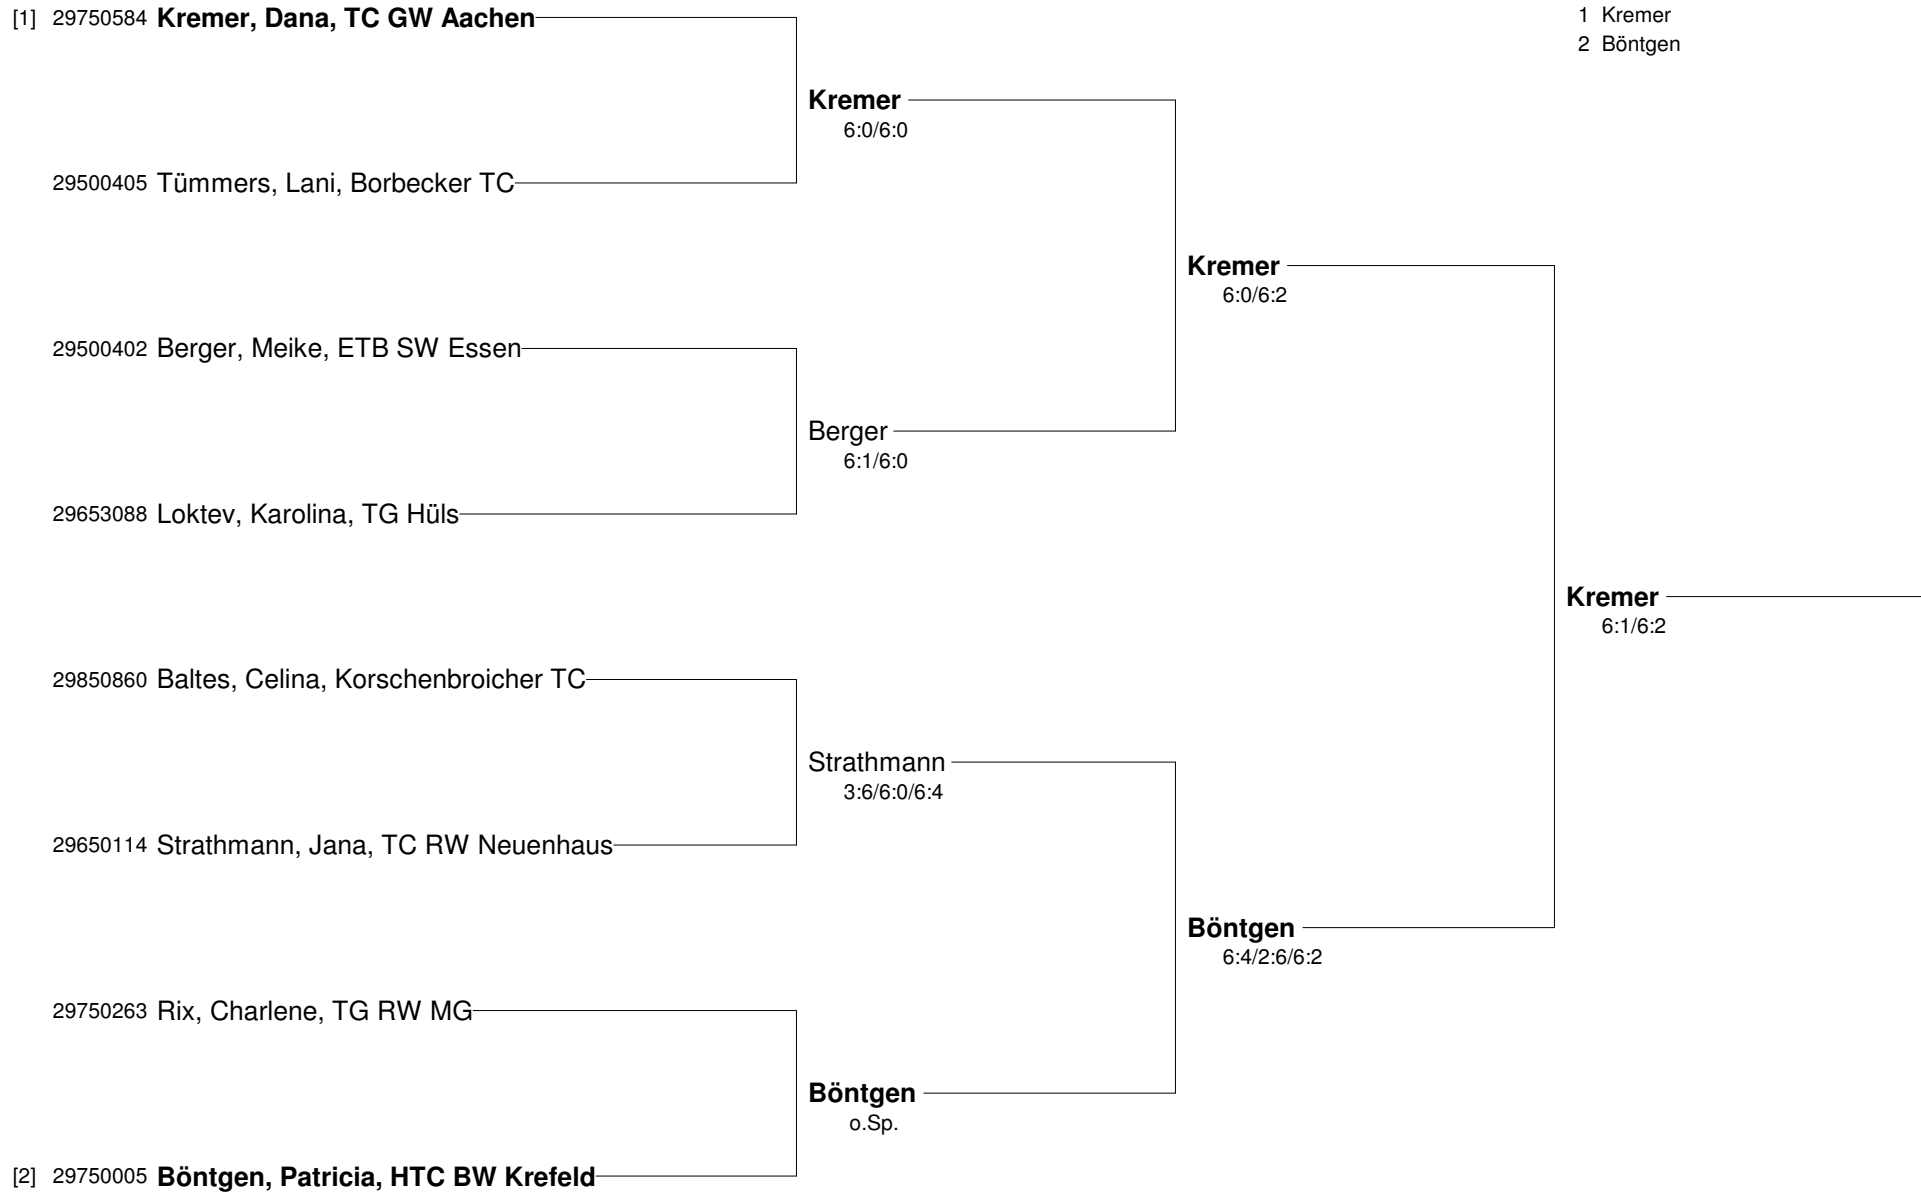 [1] 29750584 Kremer, Dana, TC GW Aachen
1 Kremer
2 Böntgen
Kremer
6:0/6:0
29500405 Tümmers, Lani, Borbecker TC
Kremer
6:0/6:2
29500402 Berger, Meike, ETB SW Essen
Berger
6:1/6:0
29653088 Loktev, Karolina, TG Hüls
Kremer
6:1/6:2
29850860 Baltes, Celina, Korschenbroicher TC
Strathmann
3:6/6:0/6:4
29650114 Strathmann, Jana, TC RW Neuenhaus
Böntgen
6:4/2:6/6:2
29750263 Rix, Charlene, TG RW MG
Böntgen
o.Sp.
[2] 29750005 Böntgen, Patricia, HTC BW Krefeld